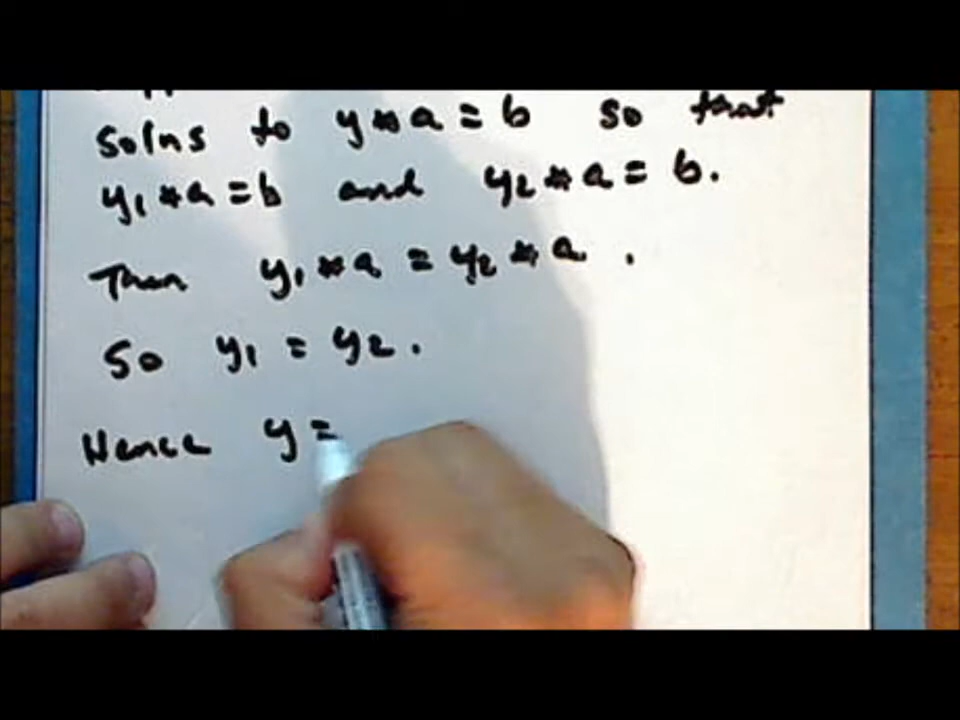 solns to y * a = b so that
y₁ * a = b and y₂ * a = b.
Then y₁ * a = y₂ * a .
So y₁ = y₂ .
Hence y =